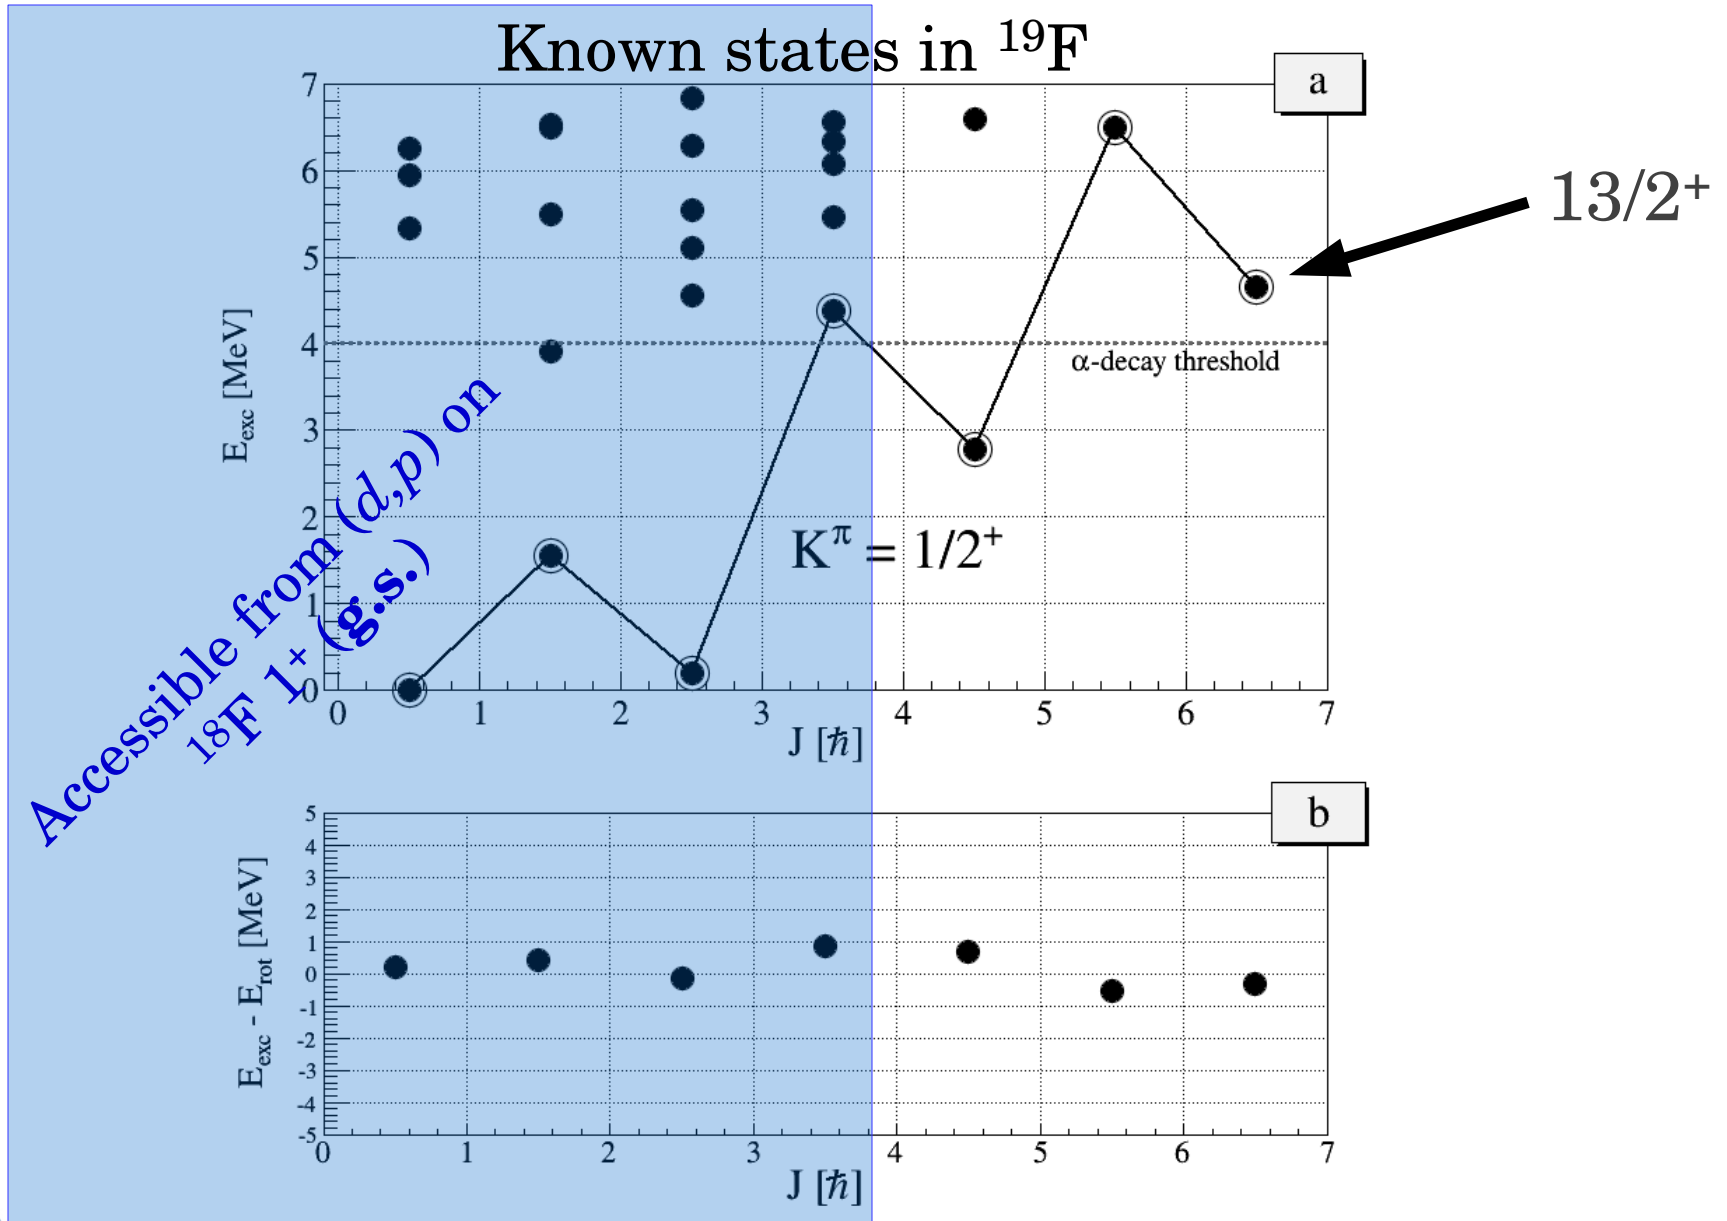 Known states in ¹⁹F
a
7
6
5
4
3
2
1
0
E_exc [MeV]
13/2⁺
α-decay threshold
Kᵖⁱ = 1/2⁺
Accessible from (d,p) on
¹⁸F 1⁺ (g.s.)
0 1 2 3 4 5 6 7
J [ℏ]
b
5
4
3
2
1
0
-1
-2
-3
-4
-5
E_exc - E_rot [MeV]
0 1 2 3 4 5 6 7
J [ℏ]